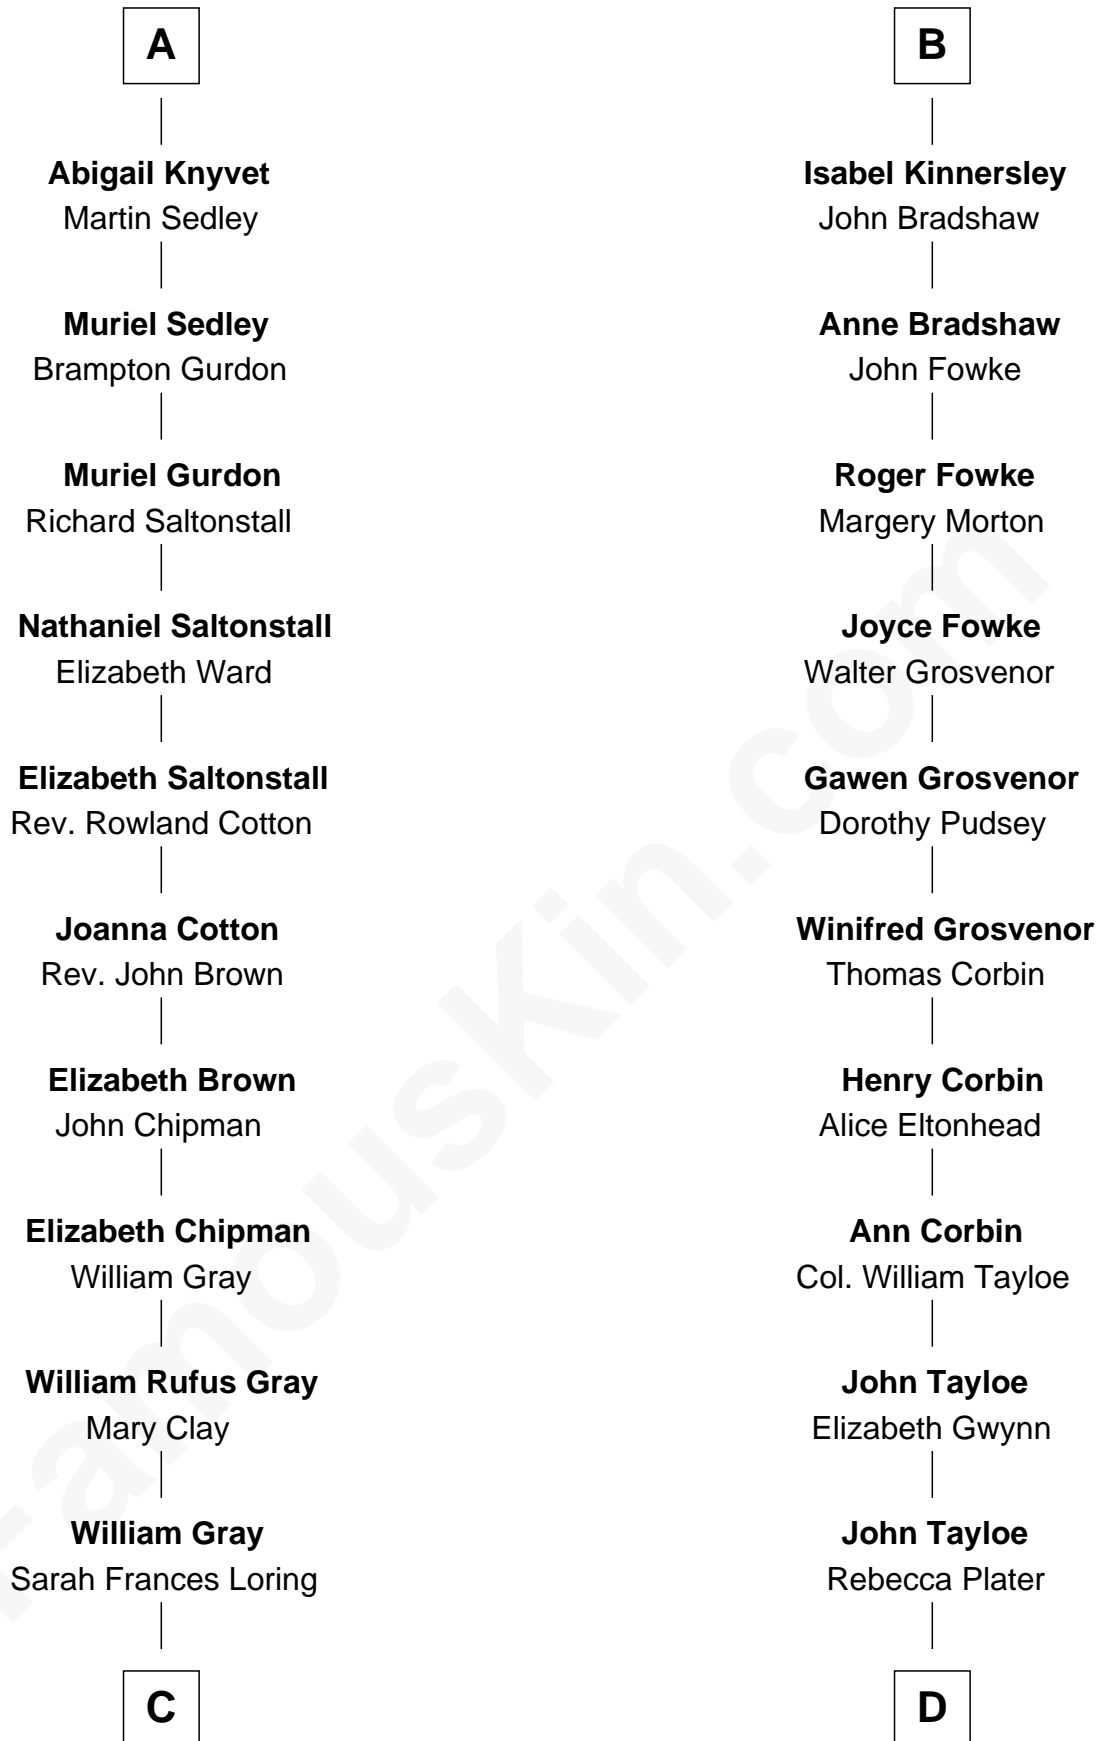 A
Abigail Knyvet
Martin Sedley
Muriel Sedley
Brampton Gurdon
Muriel Gurdon
Richard Saltonstall
Nathaniel Saltonstall
Elizabeth Ward
Elizabeth Saltonstall
Rev. Rowland Cotton
Joanna Cotton
Rev. John Brown
Elizabeth Brown
John Chipman
Elizabeth Chipman
William Gray
William Rufus Gray
Mary Clay
William Gray
Sarah Frances Loring
C
B
Isabel Kinnersley
John Bradshaw
Anne Bradshaw
John Fowke
Roger Fowke
Margery Morton
Joyce Fowke
Walter Grosvenor
Gawen Grosvenor
Dorothy Pudsey
Winifred Grosvenor
Thomas Corbin
Henry Corbin
Alice Eltonhead
Ann Corbin
Col. William Tayloe
John Tayloe
Elizabeth Gwynn
John Tayloe
Rebecca Plater
D
FamousKin.com